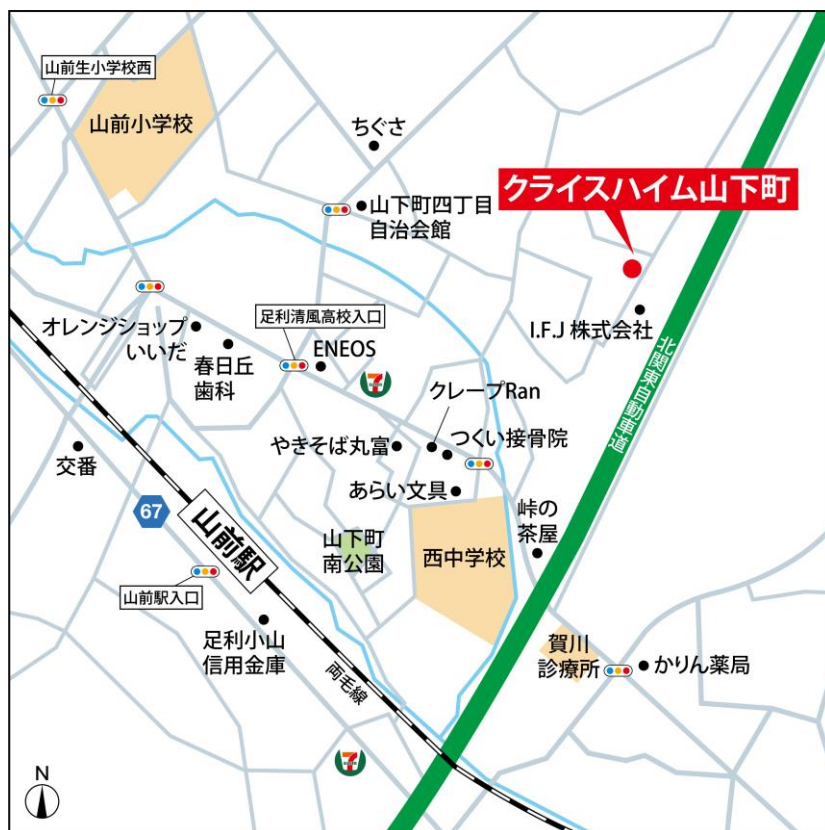 山前生小学校西
山前小学校
ちぐさ
クライスハイム山下町
山下町四丁目
自治会館
I.F.J 株式会社
足利清風高校入口
オレンジショップ
いいだ
春日丘
歯科
ENEOS
北関東自動車道
7
クレープRan
やきそば丸富
つくい接骨院
交番
あらい文具
67
山前駅
山下町
南公園
西中学校
峠の
茶屋
山前駅入口
足利小山
信用金庫
両毛線
賀川
診療所
かりん薬局
7
N